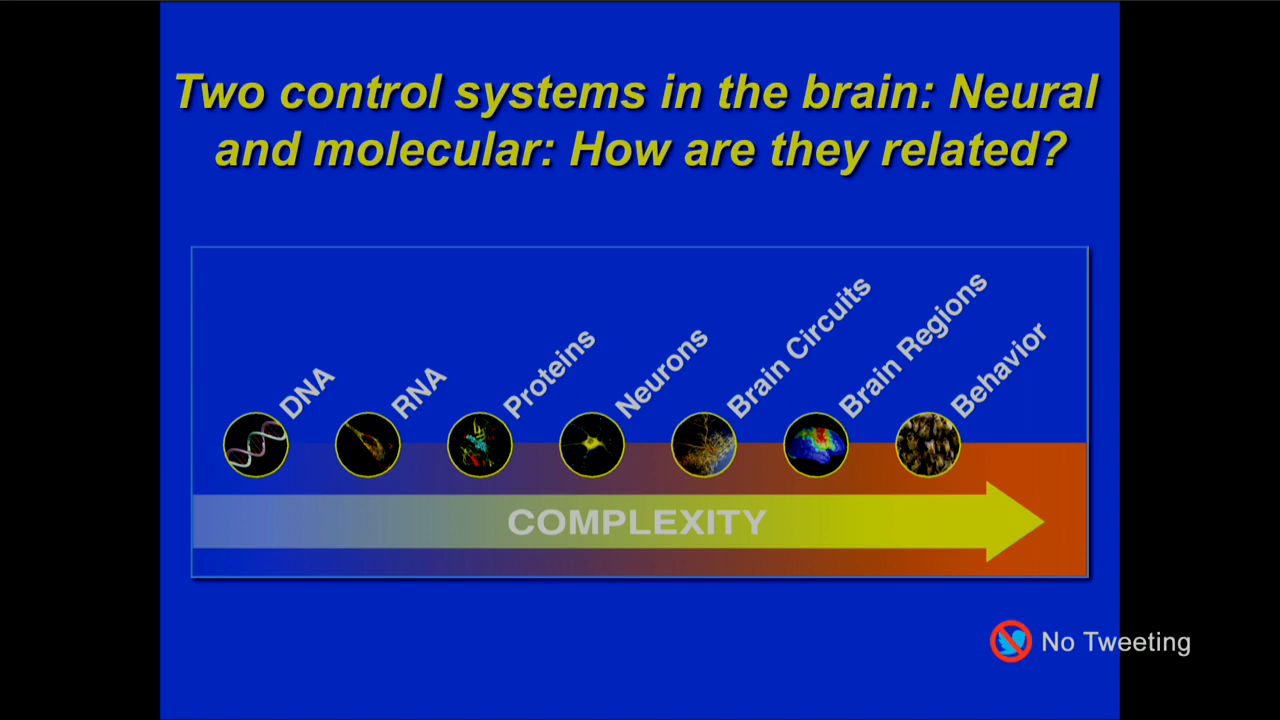 Two control systems in the brain: Neural
and molecular: How are they related?
DNA
RNA
Proteins
Neurons
Brain Circuits
Brain Regions
Behavior
COMPLEXITY
No Tweeting